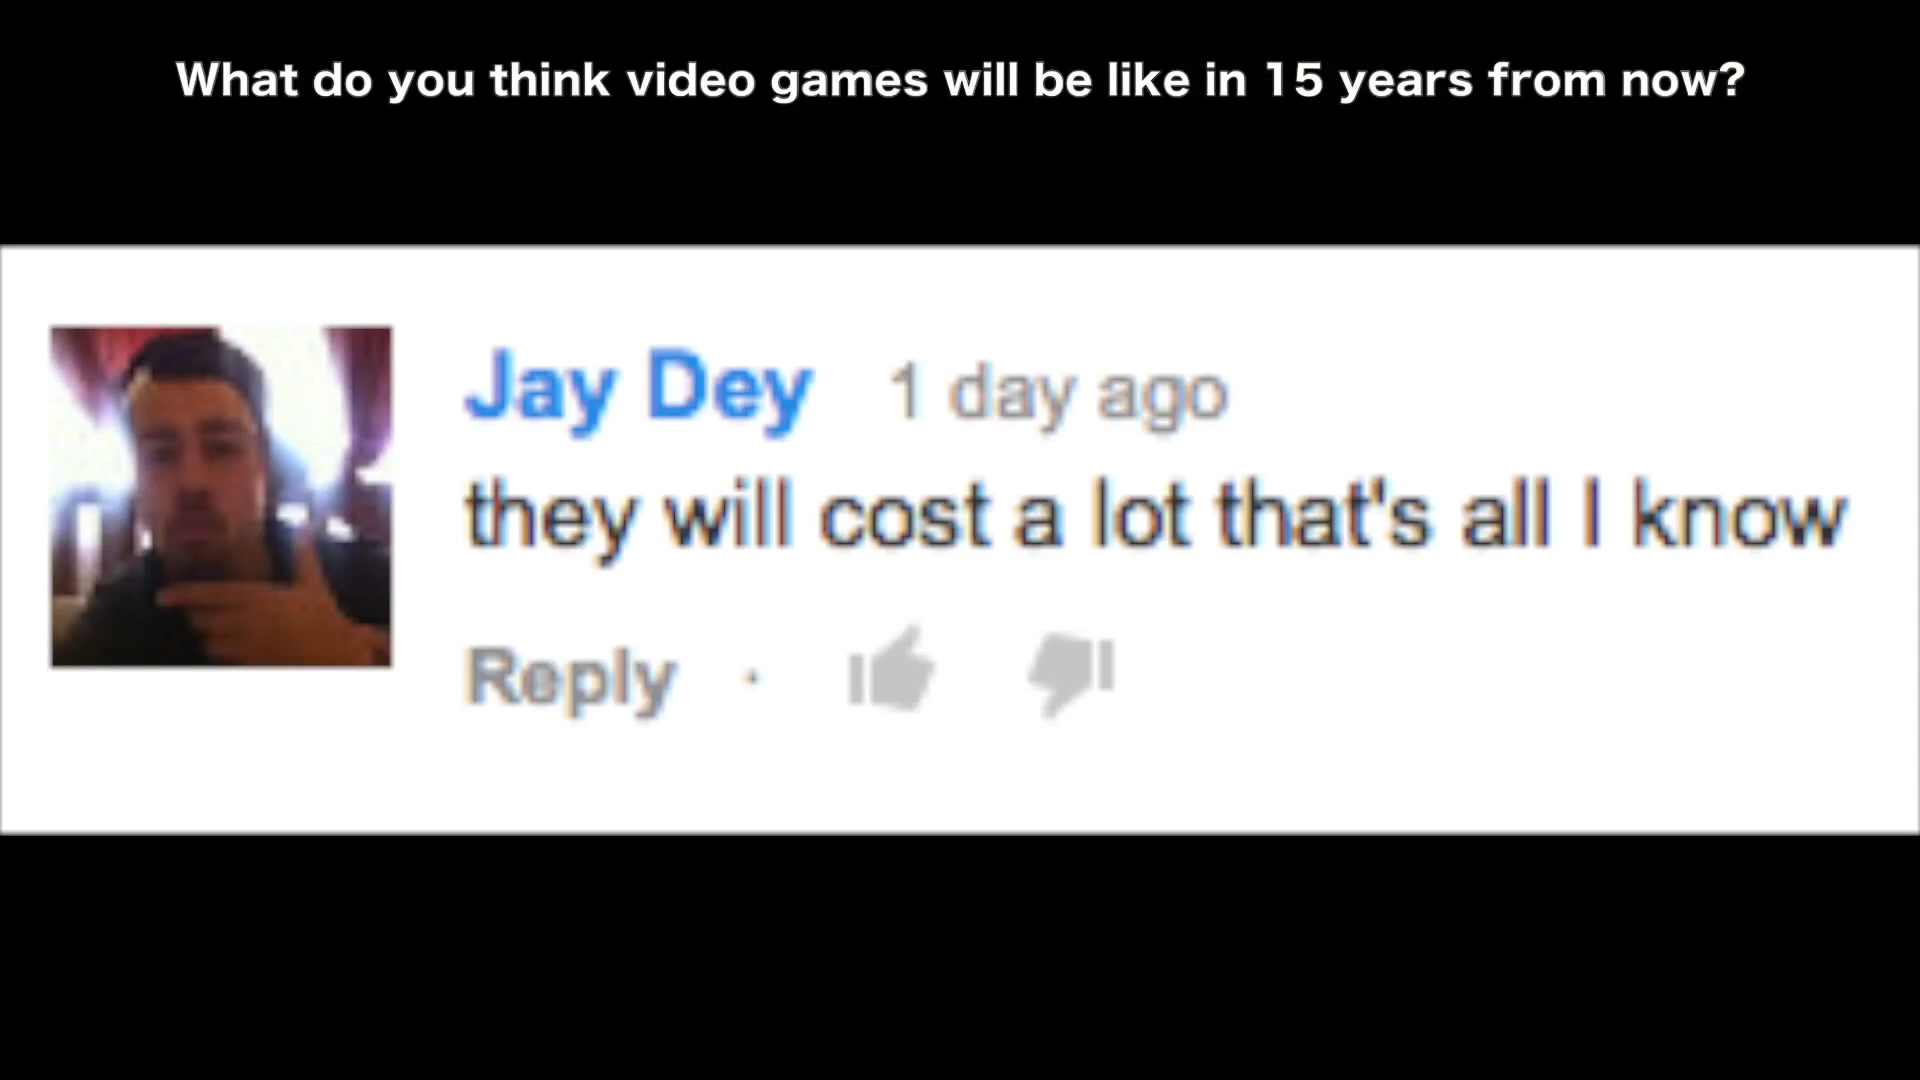 What do you think video games will be like in 15 years from now?
Jay Dey 1 day ago
they will cost a lot that's all I know
Reply ·